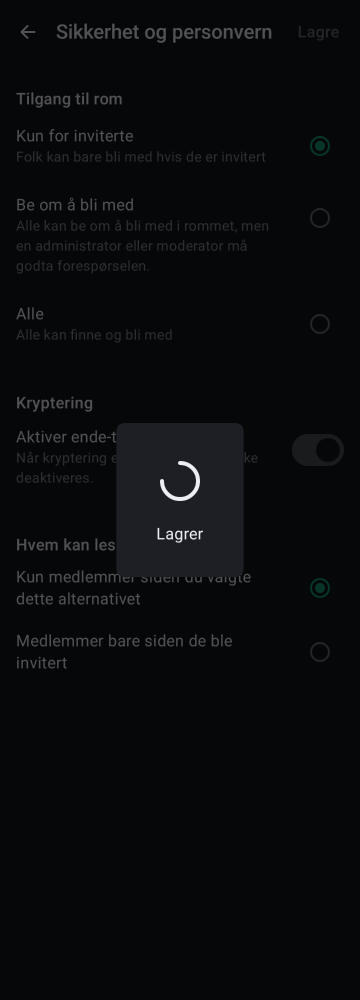 Sikkerhet og personvern
Lagre
Tilgang til rom
Kun for inviterte
Folk kan bare bli med hvis de er invitert
Be om å bli med
Alle kan be om å bli med i rommet, men
en administrator eller moderator må
godta forespørselen.
Alle
Alle kan finne og bli med
Kryptering
Aktiver ende-t
Når kryptering e
ke
deaktiveres.
Lagrer
Hvem kan les
Kun medlemmer siden du valgte
dette alternativet
Medlemmer bare siden de ble
invitert